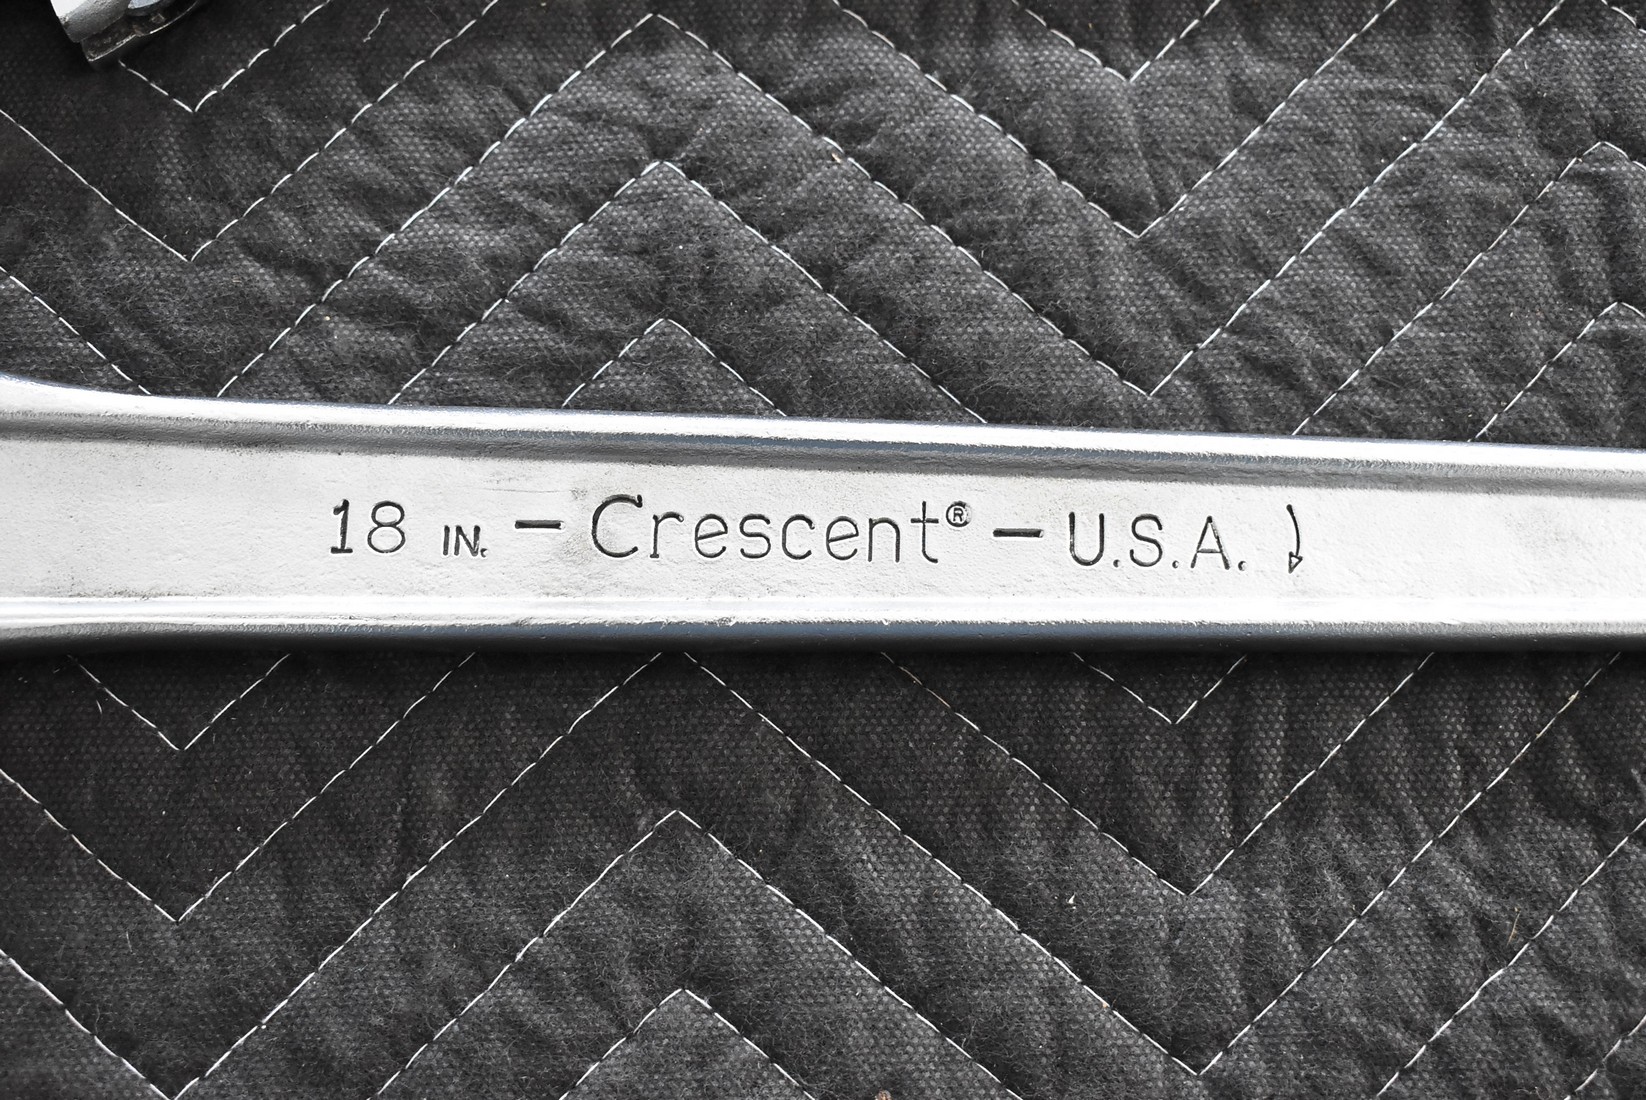 18 IN. – Crescent® – U.S.A.